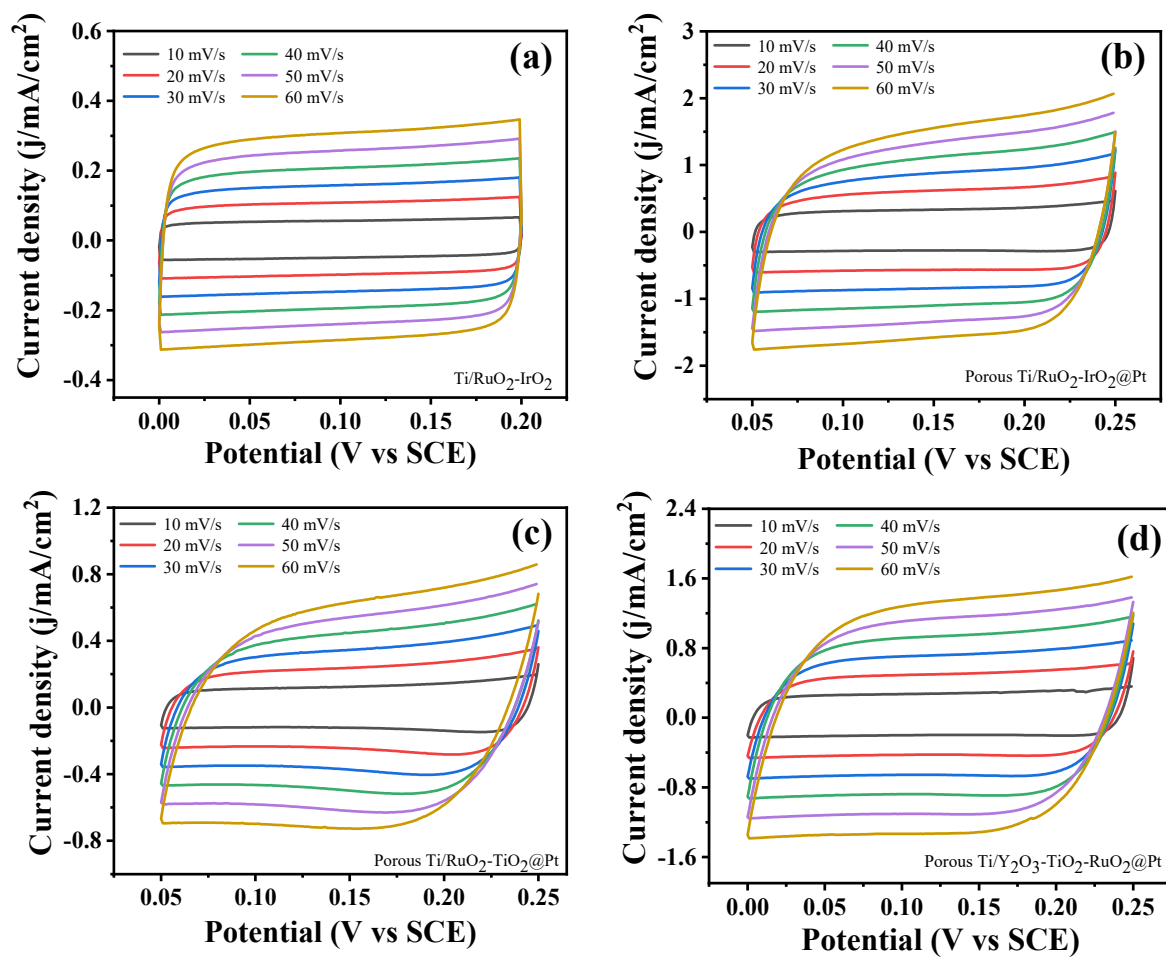 (a)
10 mV/s 40 mV/s
20 mV/s 50 mV/s
30 mV/s 60 mV/s
0.6
0.4
0.2
0.0
-0.2
-0.4
Current density (j/mA/cm²)
Ti/RuO₂-IrO₂
0.00 0.05 0.10 0.15 0.20
Potential (V vs SCE)
(b)
10 mV/s 40 mV/s
20 mV/s 50 mV/s
30 mV/s 60 mV/s
3
2
1
0
-1
-2
Current density (j/mA/cm²)
Porous Ti/RuO₂-IrO₂@Pt
0.05 0.10 0.15 0.20 0.25
Potential (V vs SCE)
(c)
10 mV/s 40 mV/s
20 mV/s 50 mV/s
30 mV/s 60 mV/s
1.2
0.8
0.4
0.0
-0.4
-0.8
Current density (j/mA/cm²)
Porous Ti/RuO₂-TiO₂@Pt
0.05 0.10 0.15 0.20 0.25
Potential (V vs SCE)
(d)
10 mV/s 40 mV/s
20 mV/s 50 mV/s
30 mV/s 60 mV/s
2.4
1.6
0.8
0.0
-0.8
-1.6
Current density (j/mA/cm²)
Porous Ti/Y₂O₃-TiO₂-RuO₂@Pt
0.00 0.05 0.10 0.15 0.20 0.25
Potential (V vs SCE)